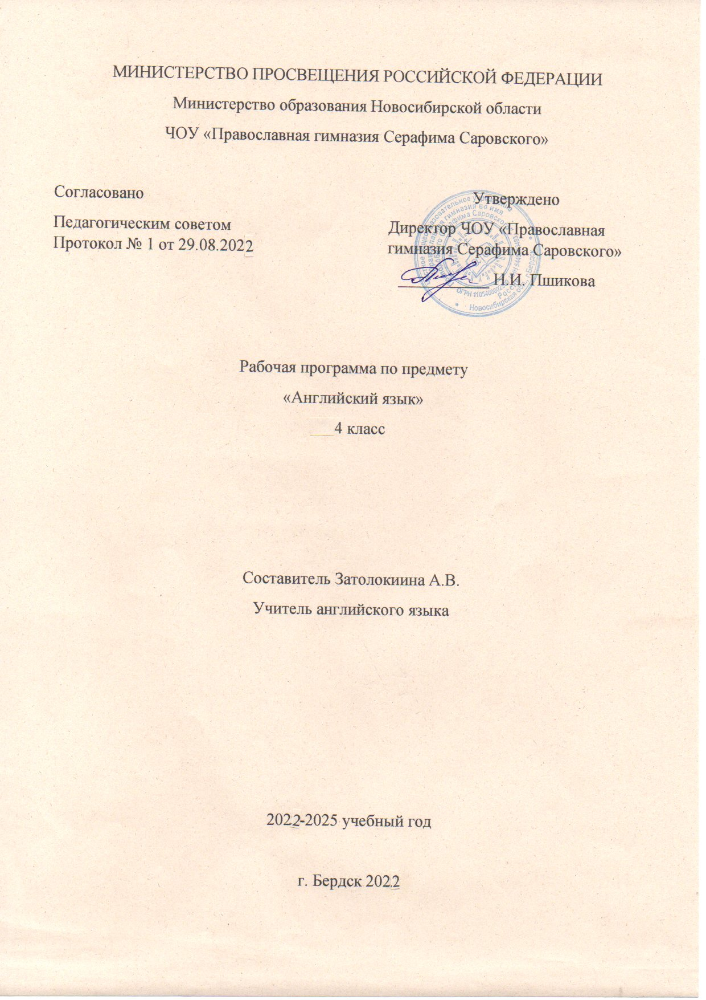 МИНИСТЕРСТВО ПРОСВЕЩЕНИЯ РОССИЙСКОЙ ФЕДЕРАЦИИ
Министерство образования Новосибирской области
ЧОУ «Православная гимназия Серафима Саровского»
Согласовано
Педагогическим советом
Протокол № 1 от 29.08.2022
Утверждено
Директор ЧОУ «Православная
гимназия Серафима Саровского»
Н.И. Пшикова
Рабочая программа по предмету
«Английский язык»
4 класс
Составитель Затолокиина А.В.
Учитель английского языка
2022-2025 учебный год
г. Бердск 2022